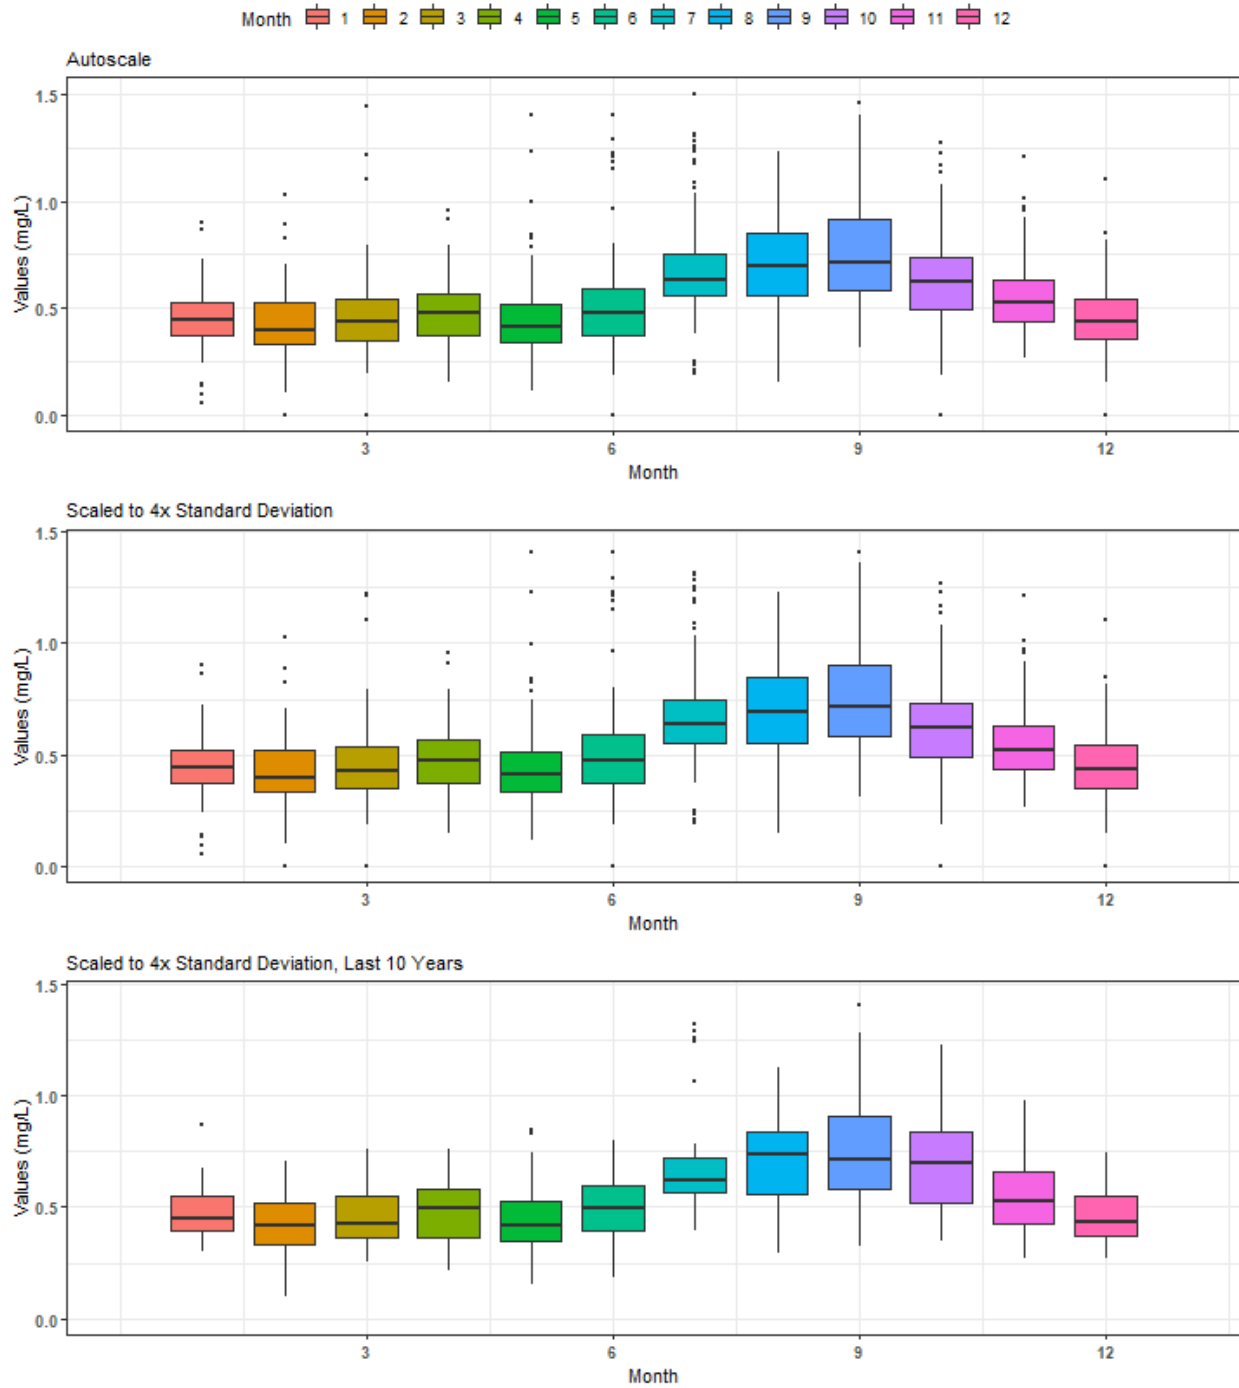 Month 1 2 3 4 5 6 7 8 9 10 11 12
Autoscale
Values (mg/L)
1.5
1.0
0.5
0.0
3 6 9 12
Month
Scaled to 4x Standard Deviation
Values (mg/L)
1.5
1.0
0.5
0.0
3 6 9 12
Month
Scaled to 4x Standard Deviation, Last 10 Years
Values (mg/L)
1.5
1.0
0.5
0.0
3 6 9 12
Month